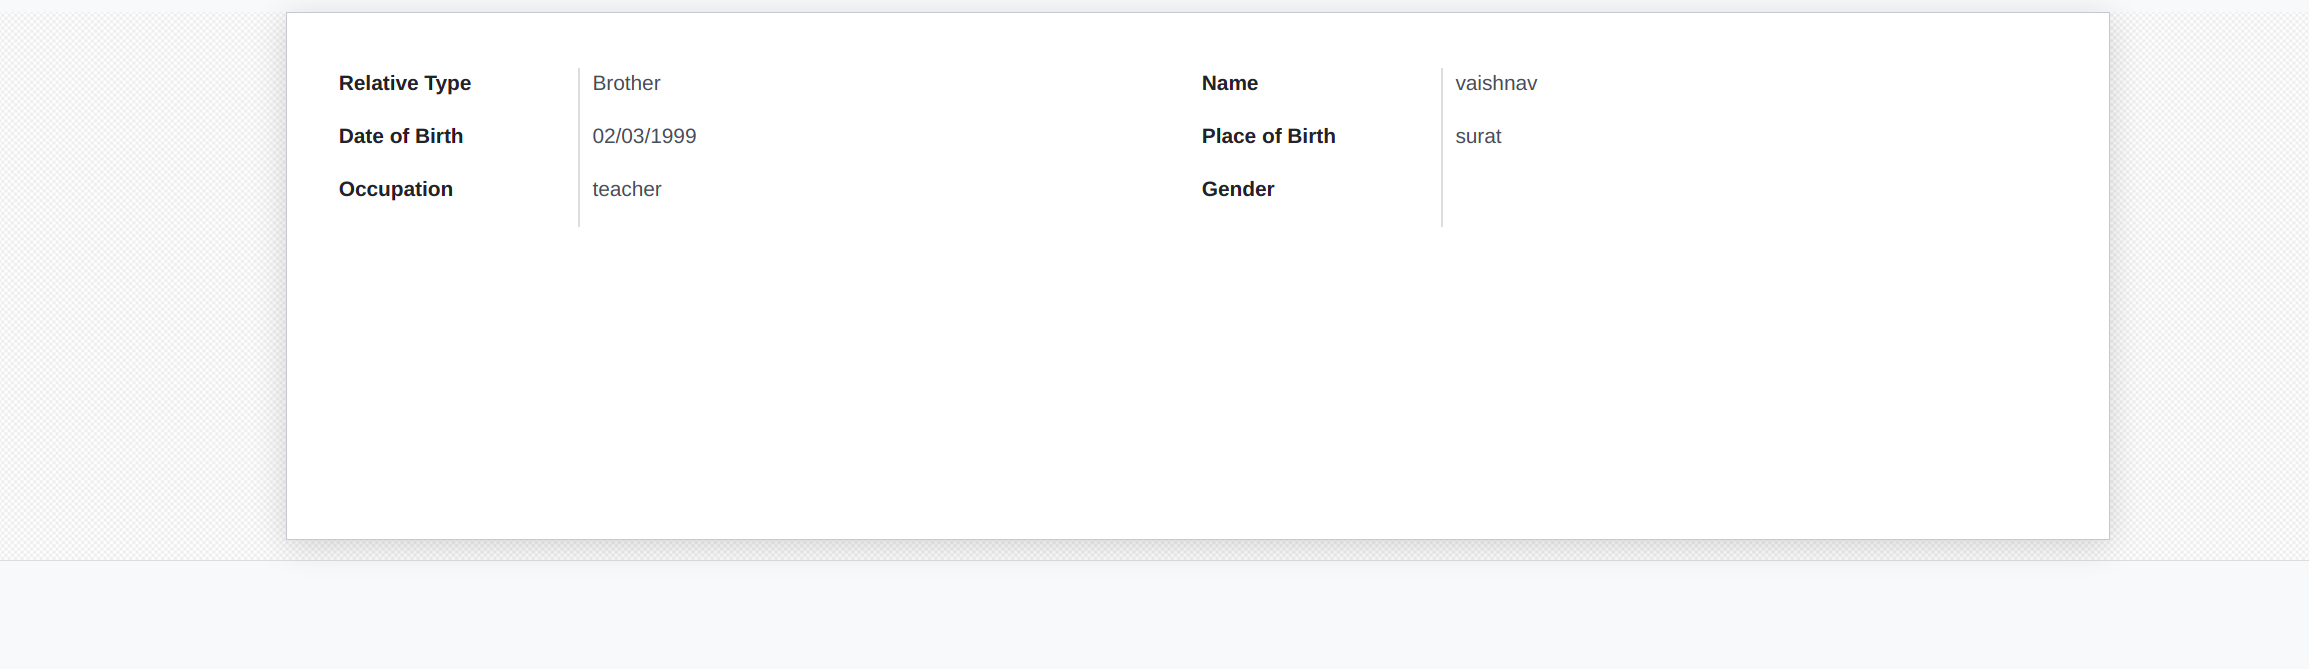 Relative Type Brother Name vaishnav
Date of Birth 02/03/1999 Place of Birth surat
Occupation teacher Gender